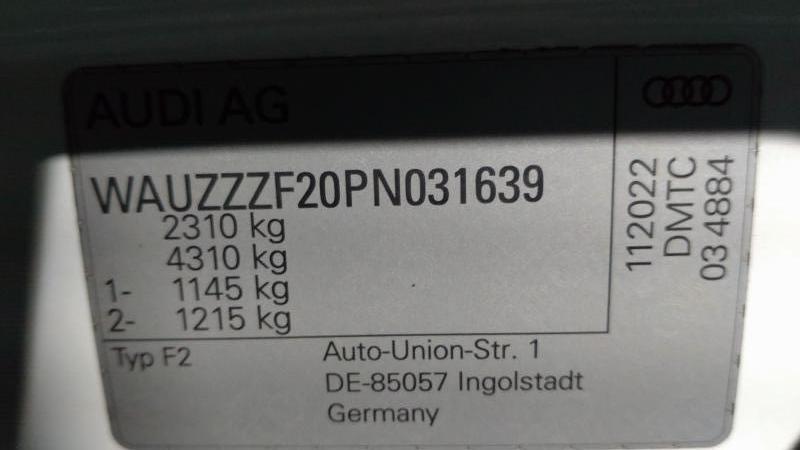 AUDI AG
WAUZZZF20PN031639
2310 kg
4310 kg
1- 1145 kg
2- 1215 kg
Typ F2
Auto-Union-Str. 1
DE-85057 Ingolstadt
Germany
112022
DMTC
03 4884